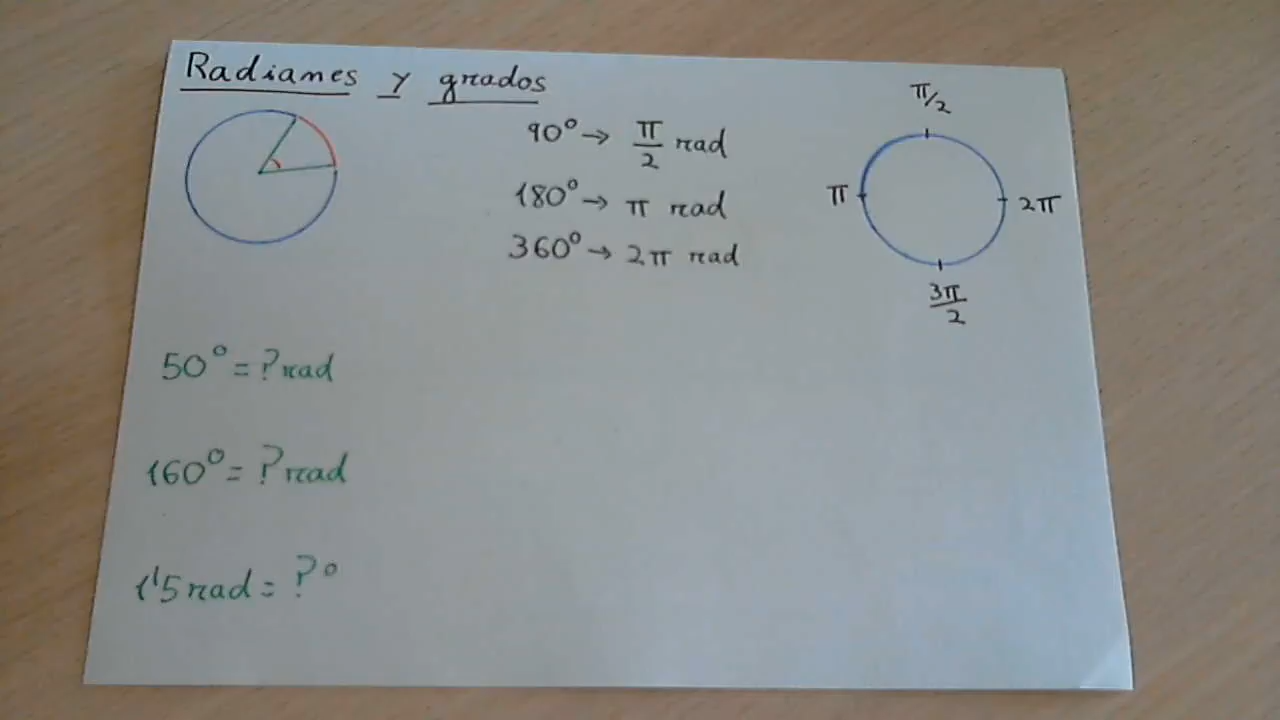 Radianes y grados
90° → π/2 rad
180° → π rad
360° → 2π rad
π/2
π
2π
3π/2
50° = ? rad
160° = ? rad
1'5 rad = ? °